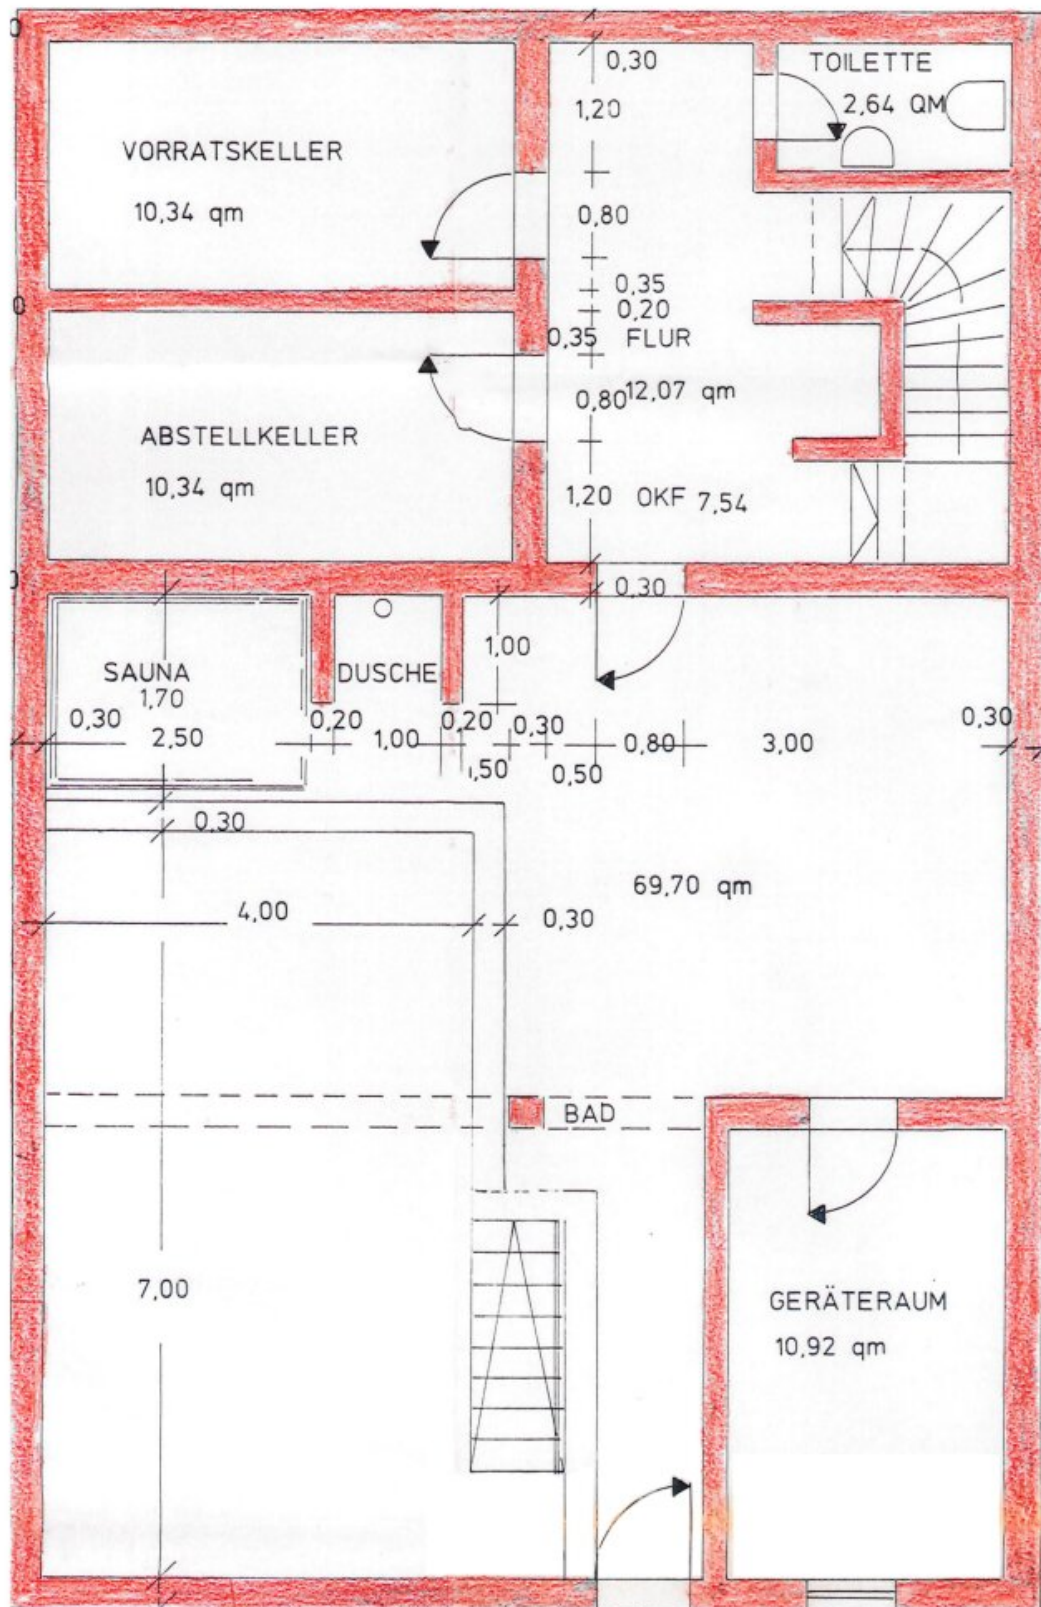 0,30
TOILETTE
2,64 QM
1,20
VORRATSKELLER
10,34 qm
0,80
0,35
0,20
0,35 FLUR
12,07 qm
0,80
ABSTELLKELLER
10,34 qm
1,20 OKF 7,54
0,30
1,00
SAUNA
DUSCHE
1,70
0,30 2,50 0,20 1,00 0,20 0,30 0,80 3,00 0,30
,50 0,50
0,30
69,70 qm
4,00 0,30
BAD
7,00
GERÄTERAUM
10,92 qm